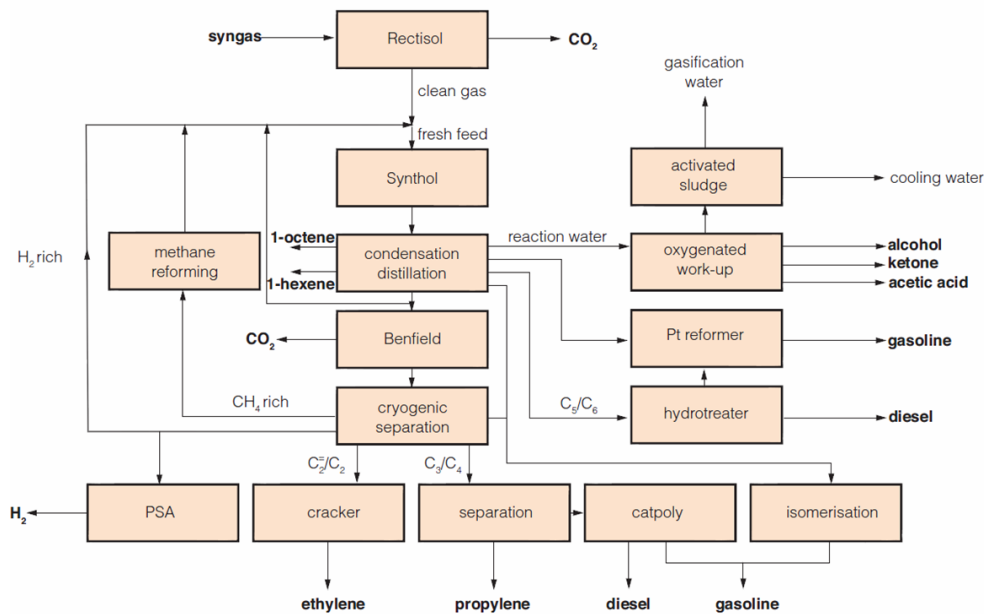 syngas
Rectisol
CO₂
clean gas
fresh feed
gasification
water
Synthol
activated
sludge
cooling water
H₂ rich
methane
reforming
1-octene
1-hexene
condensation
distillation
reaction water
oxygenated
work-up
alcohol
ketone
acetic acid
CO₂
Benfield
Pt reformer
gasoline
CH₄ rich
cryogenic
separation
C₅/C₆
hydrotreater
diesel
C₂⁼/C₂
C₃/C₄
H₂
PSA
cracker
separation
catpoly
isomerisation
ethylene
propylene
diesel
gasoline